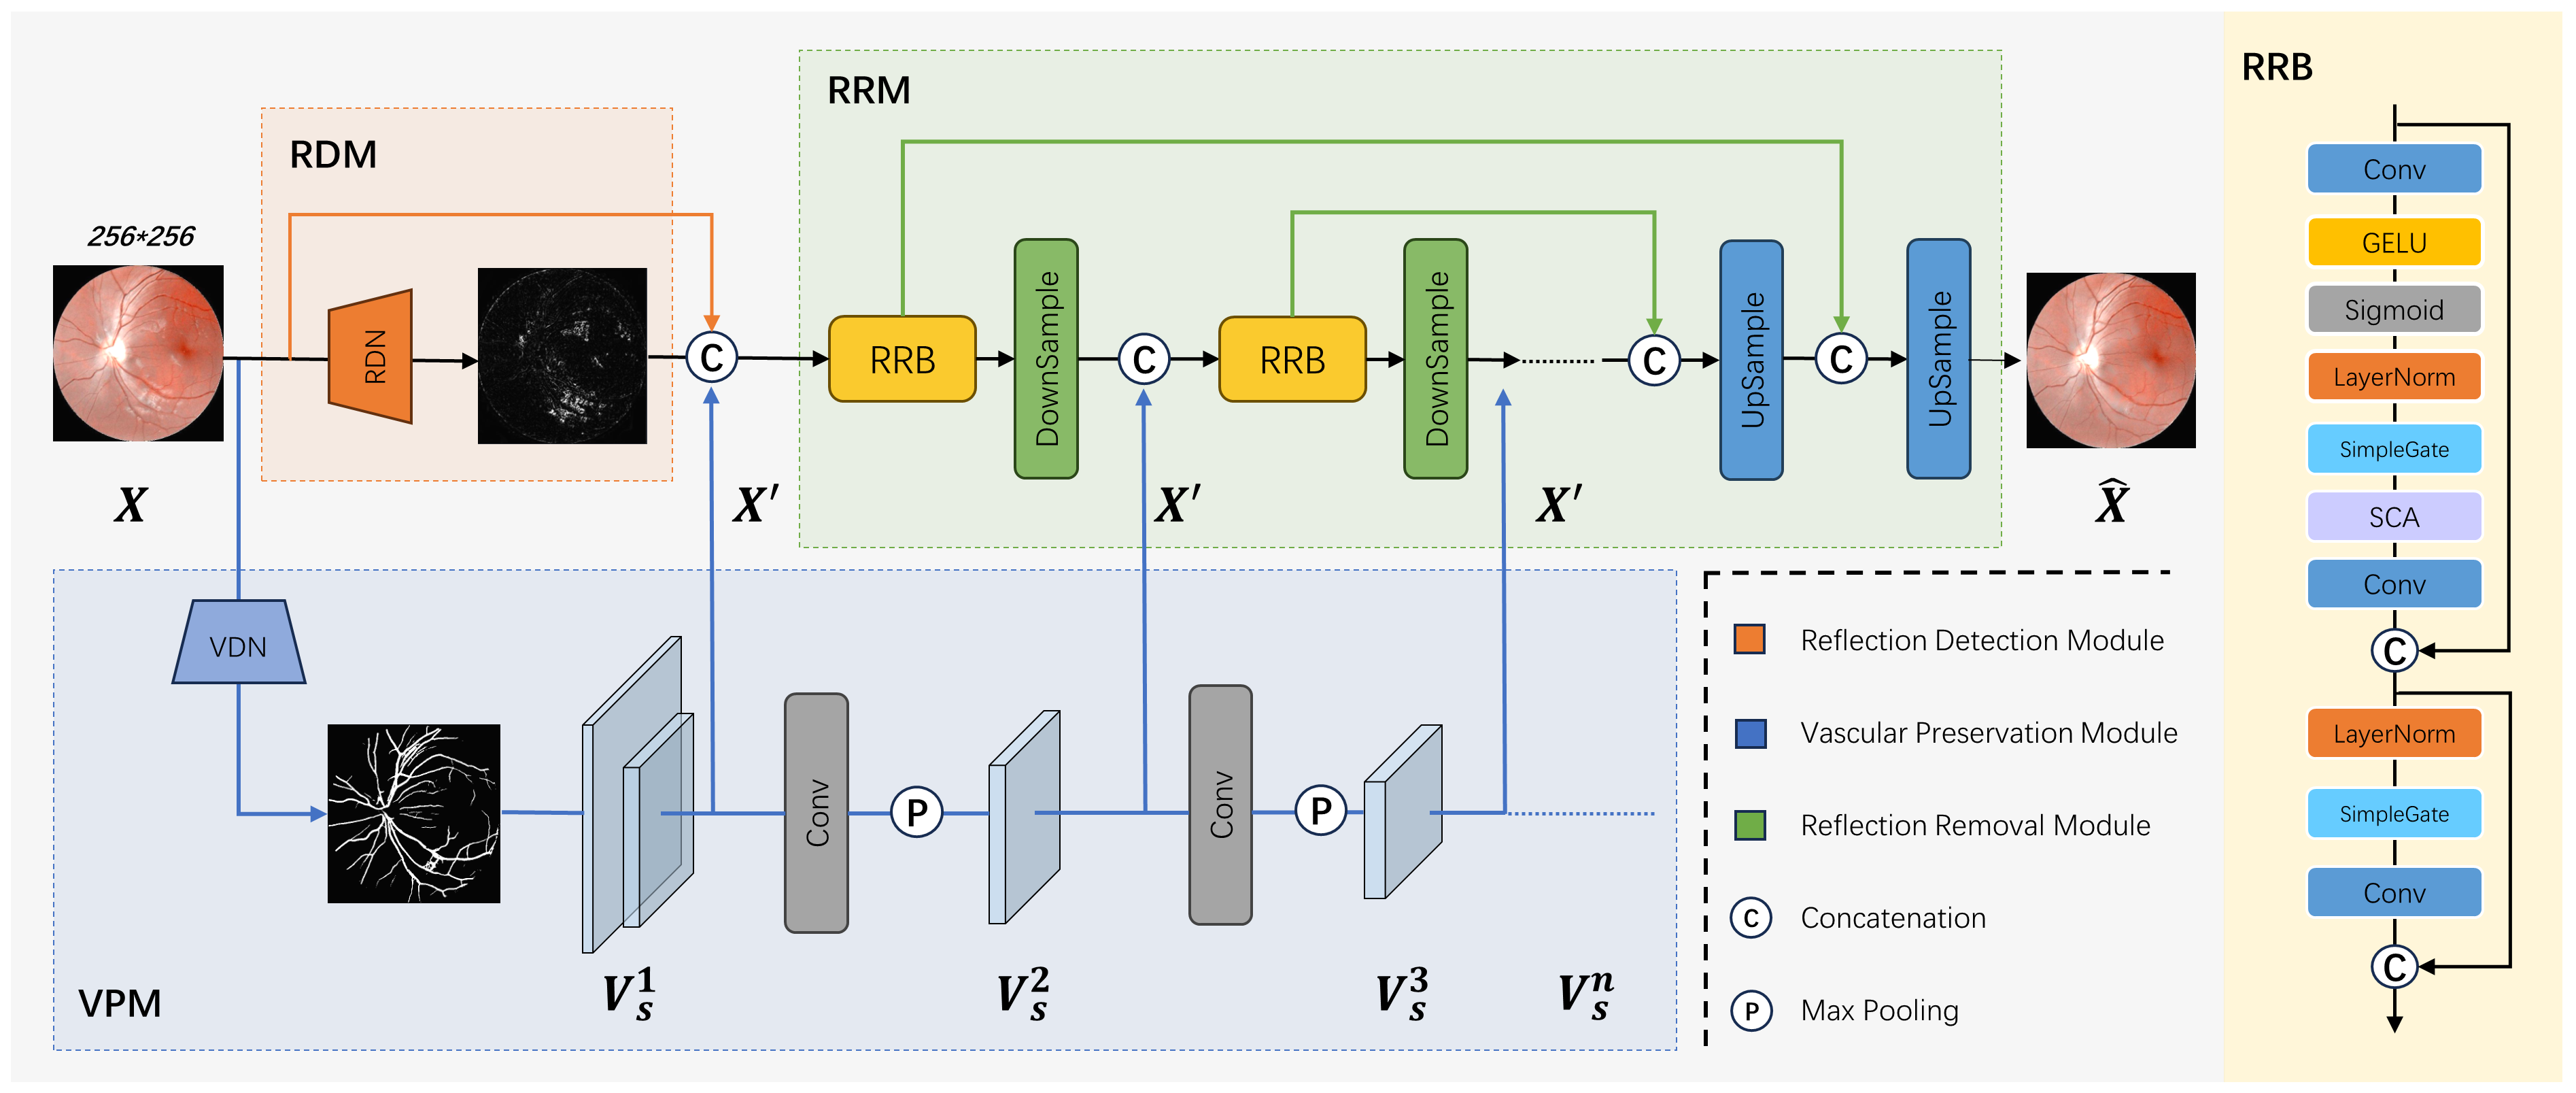 RRM
RRB
RDM
256*256
RDN
C
RRB
DownSample
C
RRB
DownSample
C
UpSample
C
UpSample
X
X′
X′
X′
X̂
VDN
Conv
P
Conv
P
V_s^1
V_s^2
V_s^3
V_s^n
VPM
Reflection Detection Module
Vascular Preservation Module
Reflection Removal Module
C Concatenation
P Max Pooling
Conv
GELU
Sigmoid
LayerNorm
SimpleGate
SCA
Conv
C
LayerNorm
SimpleGate
Conv
C